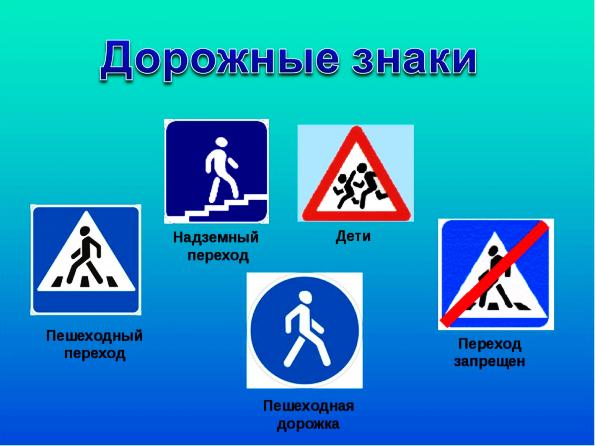 Дорожные знаки
Надземный
переход
Дети
Пешеходный
переход
Пешеходная
дорожка
Переход
запрещен